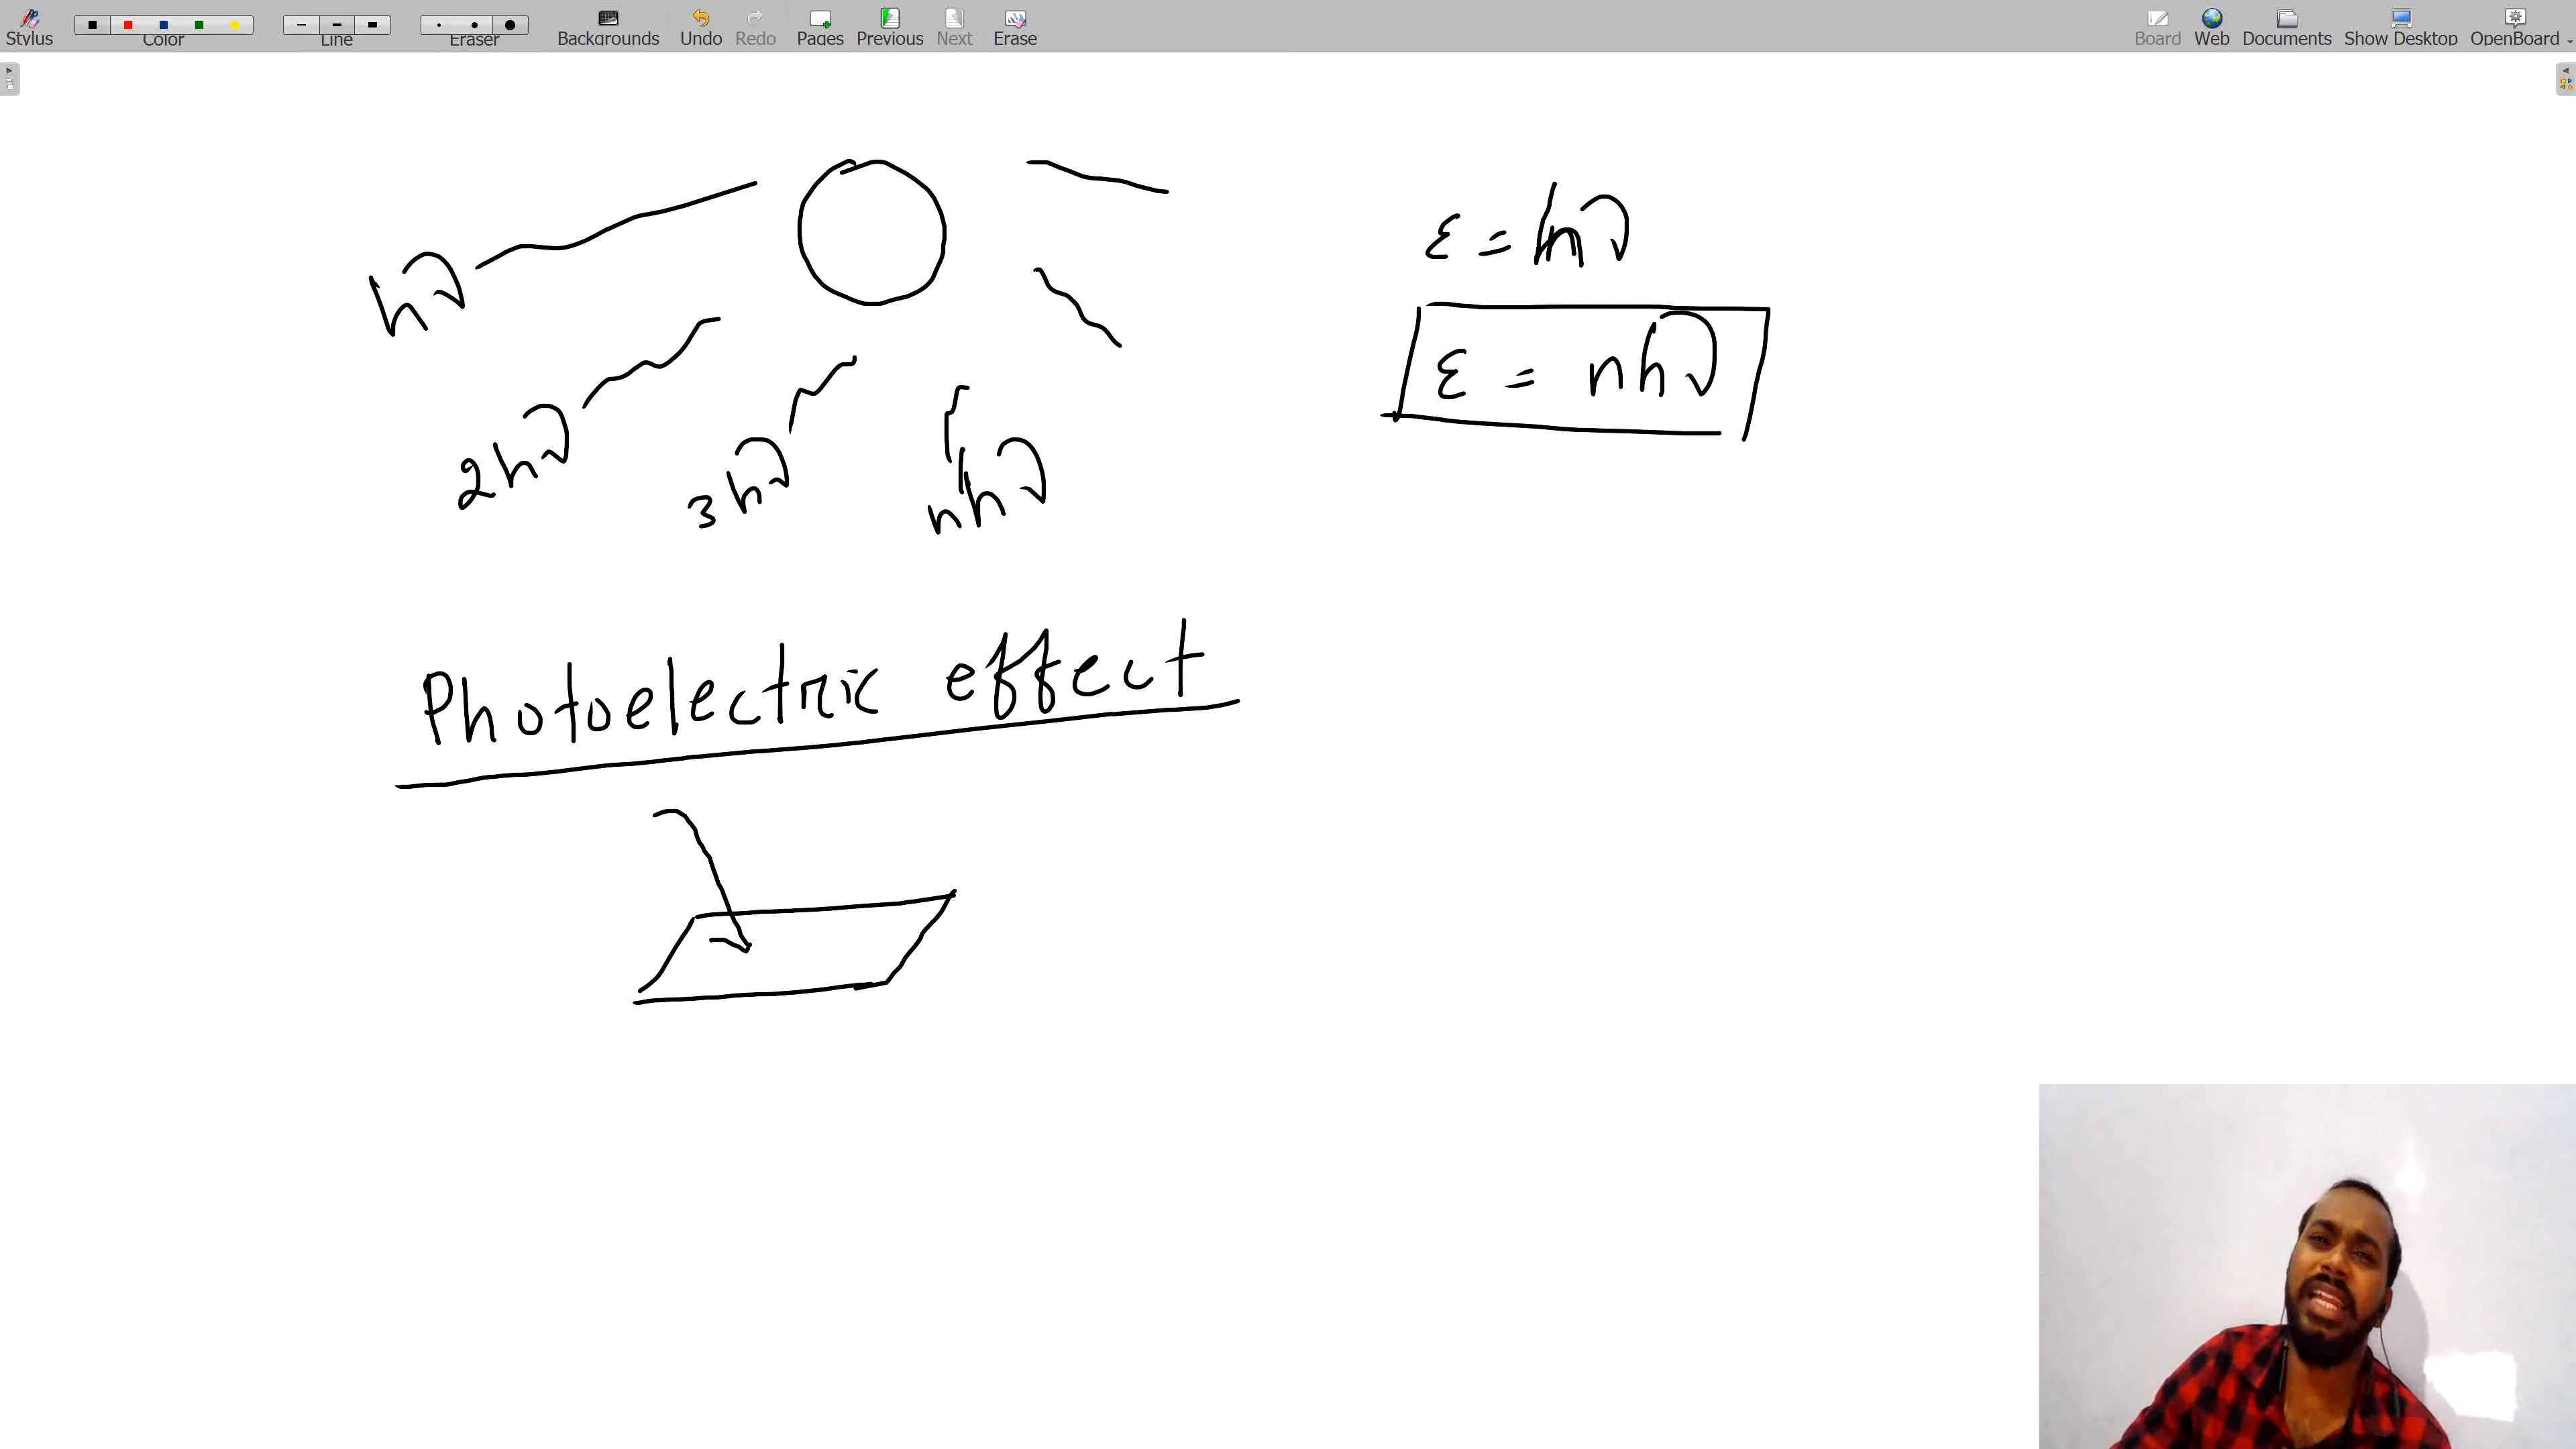 Stylus Color Line Eraser Backgrounds Undo Redo Pages Previous Next Erase Board Web Documents Show Desktop OpenBoard
hν
2hν
3hν
nhν
ε = hν
ε = nhν
Photoelectric effect